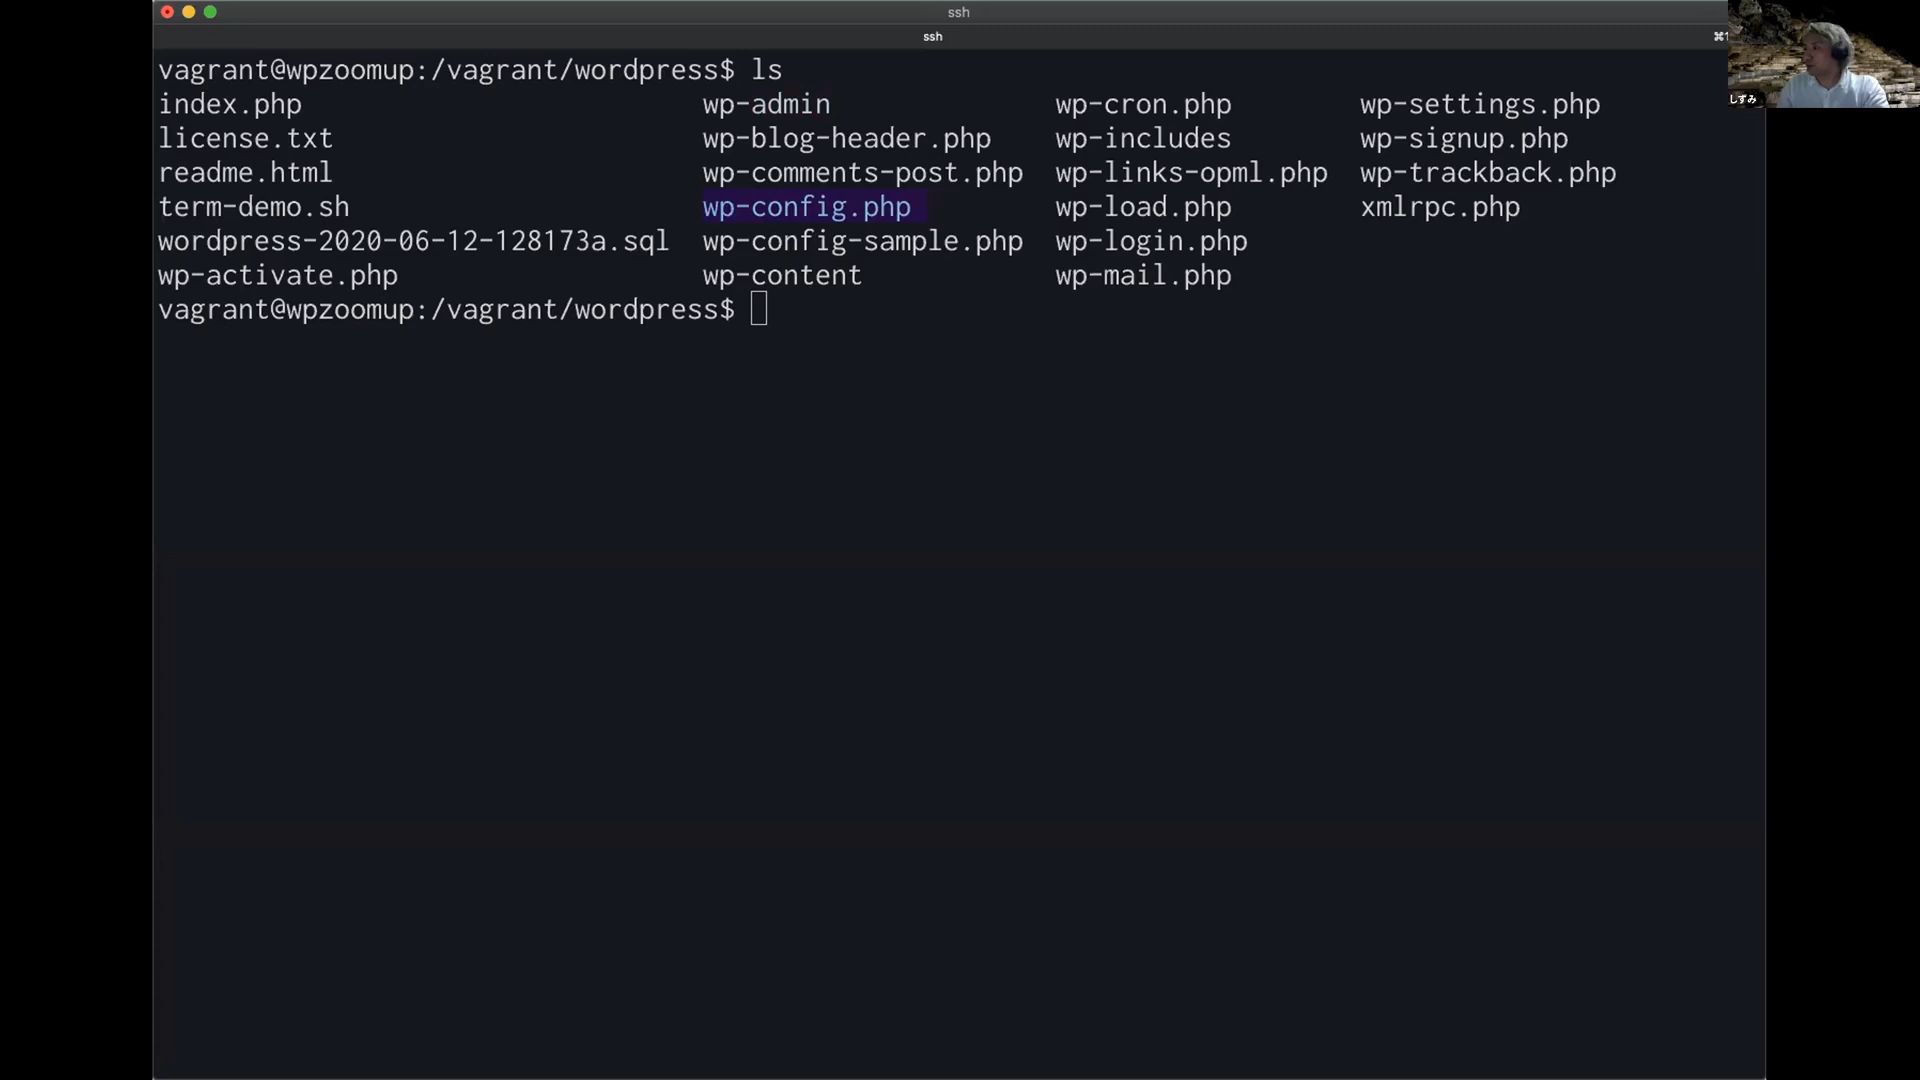 ssh
ssh ⌘1
vagrant@wpzoomup:/vagrant/wordpress$ ls
index.php wp-admin wp-cron.php wp-settings.php
license.txt wp-blog-header.php wp-includes wp-signup.php
readme.html wp-comments-post.php wp-links-opml.php wp-trackback.php
term-demo.sh wp-config.php wp-load.php xmlrpc.php
wordpress-2020-06-12-128173a.sql wp-config-sample.php wp-login.php
wp-activate.php wp-content wp-mail.php
vagrant@wpzoomup:/vagrant/wordpress$
しずみ